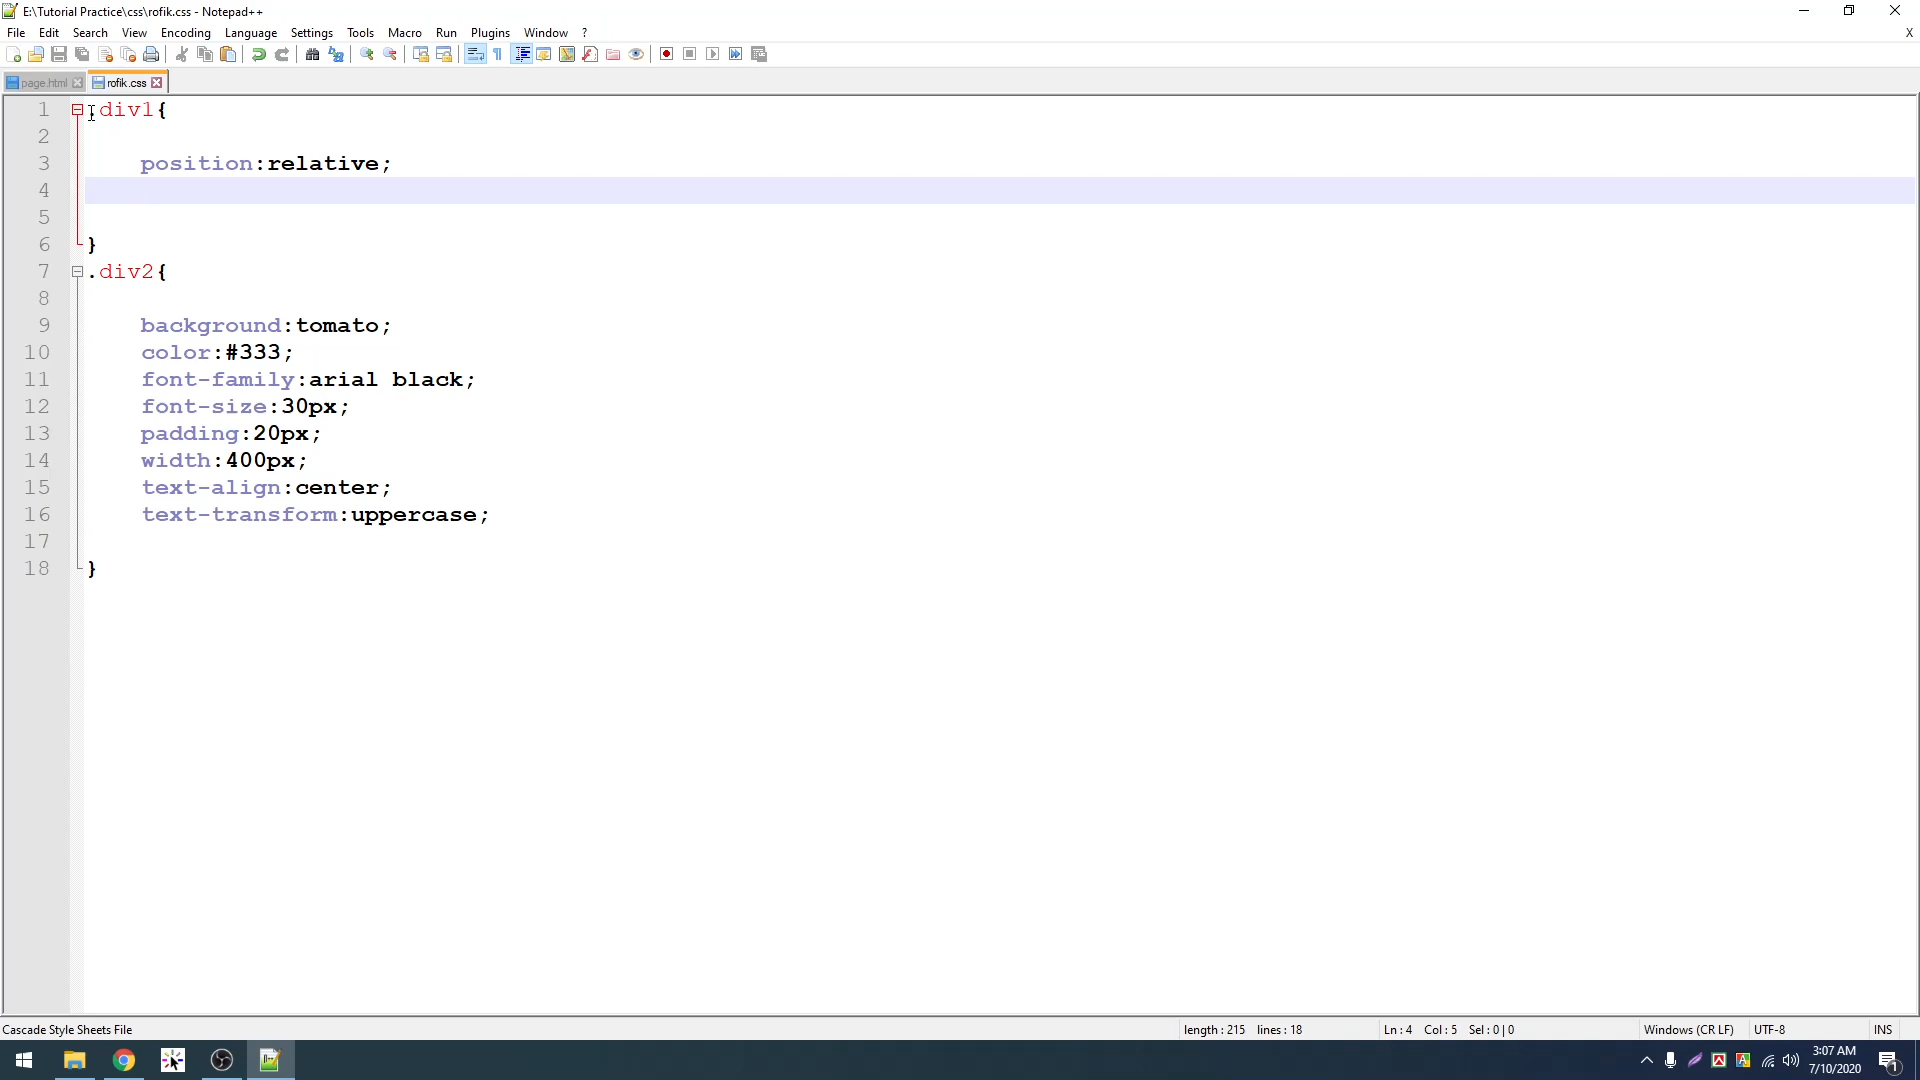 E:\Tutorial Practice\css\rofik.css - Notepad++
File Edit Search View Encoding Language Settings Tools Macro Run Plugins Window ? X
page.html rofik.css
1 .div1{
2
3 position:relative;
4
5
6 }
7 .div2{
8
9 background:tomato;
10 color:#333;
11 font-family:arial black;
12 font-size:30px;
13 padding:20px;
14 width:400px;
15 text-align:center;
16 text-transform:uppercase;
17
18 }
Cascade Style Sheets File length : 215 lines : 18 Ln : 4 Col : 5 Sel : 0 | 0 Windows (CR LF) UTF-8 INS
3:07 AM
7/10/2020
1